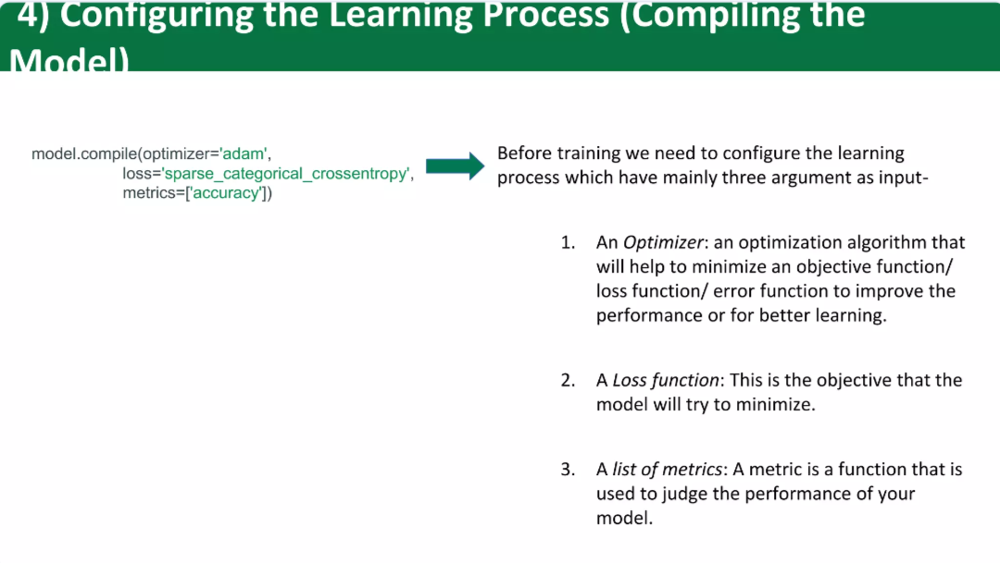 4) Configuring the Learning Process (Compiling the
Model)
model.compile(optimizer='adam',
loss='sparse_categorical_crossentropy',
metrics=['accuracy'])
Before training we need to configure the learning
process which have mainly three argument as input-
1. An Optimizer: an optimization algorithm that
will help to minimize an objective function/
loss function/ error function to improve the
performance or for better learning.
2. A Loss function: This is the objective that the
model will try to minimize.
3. A list of metrics: A metric is a function that is
used to judge the performance of your
model.